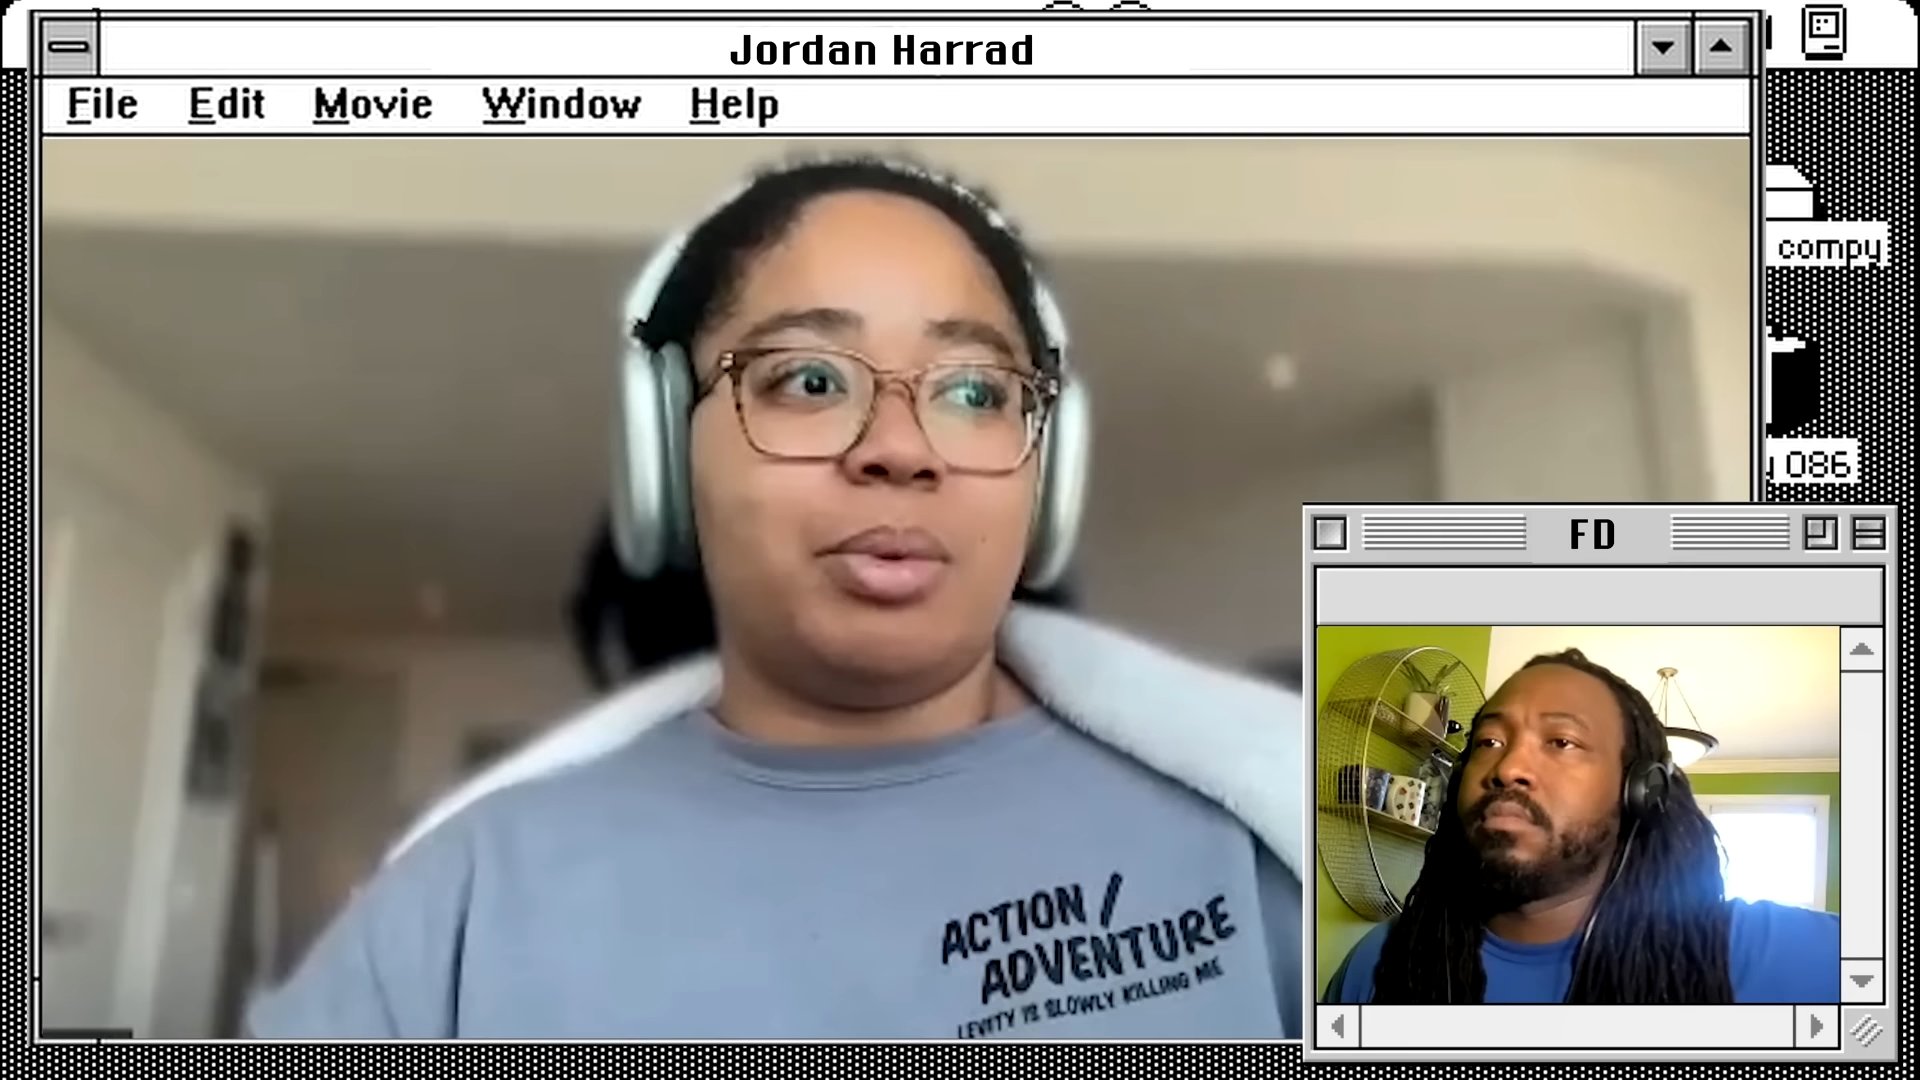 Jordan Harrad
File Edit Movie Window Help
compy
086
FD
ACTION /
ADVENTURE
LEVITY IS SLOWLY KILLING ME